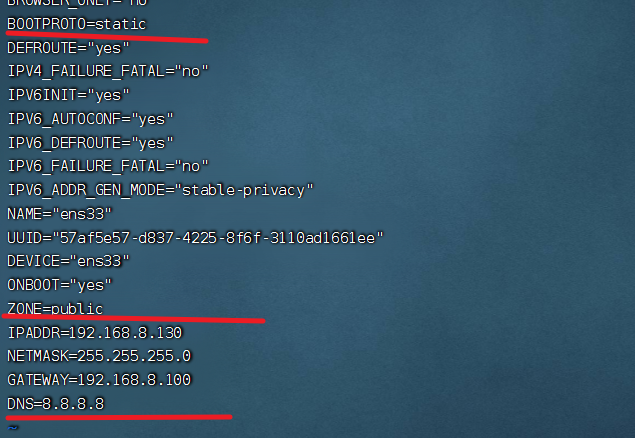 BROWSER_ONLY="no"
BOOTPROTO=static
DEFROUTE="yes"
IPV4_FAILURE_FATAL="no"
IPV6INIT="yes"
IPV6_AUTOCONF="yes"
IPV6_DEFROUTE="yes"
IPV6_FAILURE_FATAL="no"
IPV6_ADDR_GEN_MODE="stable-privacy"
NAME="ens33"
UUID="57af5e57-d837-4225-8f6f-3110ad1661ee"
DEVICE="ens33"
ONBOOT="yes"
ZONE=public
IPADDR=192.168.8.130
NETMASK=255.255.255.0
GATEWAY=192.168.8.100
DNS=8.8.8.8
~